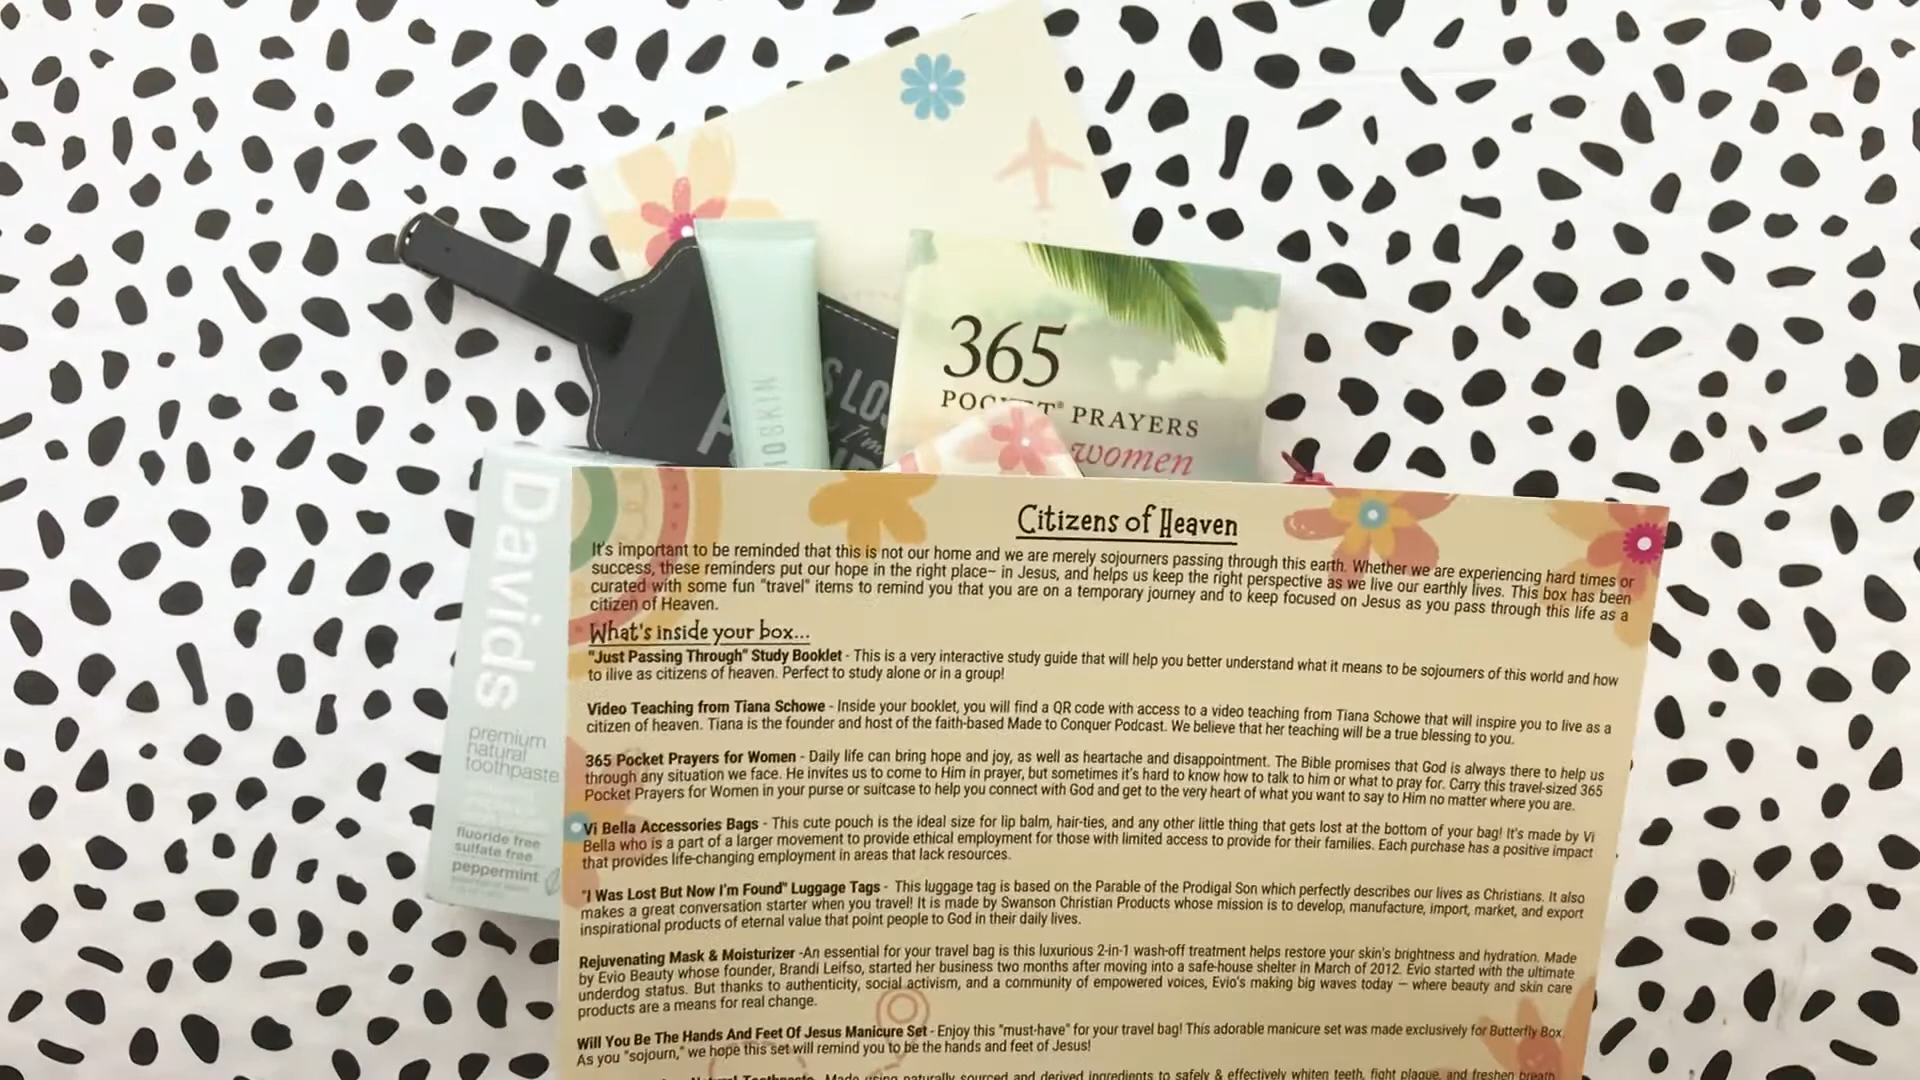 365
POCKET® PRAYERS
women
S LOS
I'm
IOSKIN
Davids
premium
natural
toothpaste
fluoride free
sulfate free
peppermint
Citizens of Heaven
It's important to be reminded that this is not our home and we are merely sojourners passing through this earth. Whether we are experiencing hard times or
success, these reminders put our hope in the right place– in Jesus, and helps us keep the right perspective as we live our earthly lives. This box has been
curated with some fun "travel" items to remind you that you are on a temporary journey and to keep focused on Jesus as you pass through this life as a
citizen of Heaven.
What's inside your box...
"Just Passing Through" Study Booklet - This is a very interactive study guide that will help you better understand what it means to be sojourners of this world and how
to ilive as citizens of heaven. Perfect to study alone or in a group!
Video Teaching from Tiana Schowe - Inside your booklet, you will find a QR code with access to a video teaching from Tiana Schowe that will inspire you to live as a
citizen of heaven. Tiana is the founder and host of the faith-based Made to Conquer Podcast. We believe that her teaching will be a true blessing to you.
365 Pocket Prayers for Women - Daily life can bring hope and joy, as well as heartache and disappointment. The Bible promises that God is always there to help us
through any situation we face. He invites us to come to Him in prayer, but sometimes it's hard to know how to talk to him or what to pray for. Carry this travel-sized 365
Pocket Prayers for Women in your purse or suitcase to help you connect with God and get to the very heart of what you want to say to Him no matter where you are.
Vi Bella Accessories Bags - This cute pouch is the ideal size for lip balm, hair-ties, and any other little thing that gets lost at the bottom of your bag! It's made by Vi
Bella who is a part of a larger movement to provide ethical employment for those with limited access to provide for their families. Each purchase has a positive impact
that provides life-changing employment in areas that lack resources.
"I Was Lost But Now I'm Found" Luggage Tags - This luggage tag is based on the Parable of the Prodigal Son which perfectly describes our lives as Christians. It also
makes a great conversation starter when you travel! It is made by Swanson Christian Products whose mission is to develop, manufacture, import, market, and export
inspirational products of eternal value that point people to God in their daily lives.
Rejuvenating Mask & Moisturizer -An essential for your travel bag is this luxurious 2-in-1 wash-off treatment helps restore your skin's brightness and hydration. Made
by Evio Beauty whose founder, Brandi Leifso, started her business two months after moving into a safe-house shelter in March of 2012. Evio started with the ultimate
underdog status. But thanks to authenticity, social activism, and a community of empowered voices, Evio's making big waves today – where beauty and skin care
products are a means for real change.
Will You Be The Hands And Feet Of Jesus Manicure Set - Enjoy this "must-have" for your travel bag! This adorable manicure set was made exclusively for Butterfly Box.
As you "sojourn," we hope this set will remind you to be the hands and feet of Jesus!
Natural Toothpaste - Made using naturally sourced and derived ingredients to safely & effectively whiten teeth, fight plaque, and freshen breath